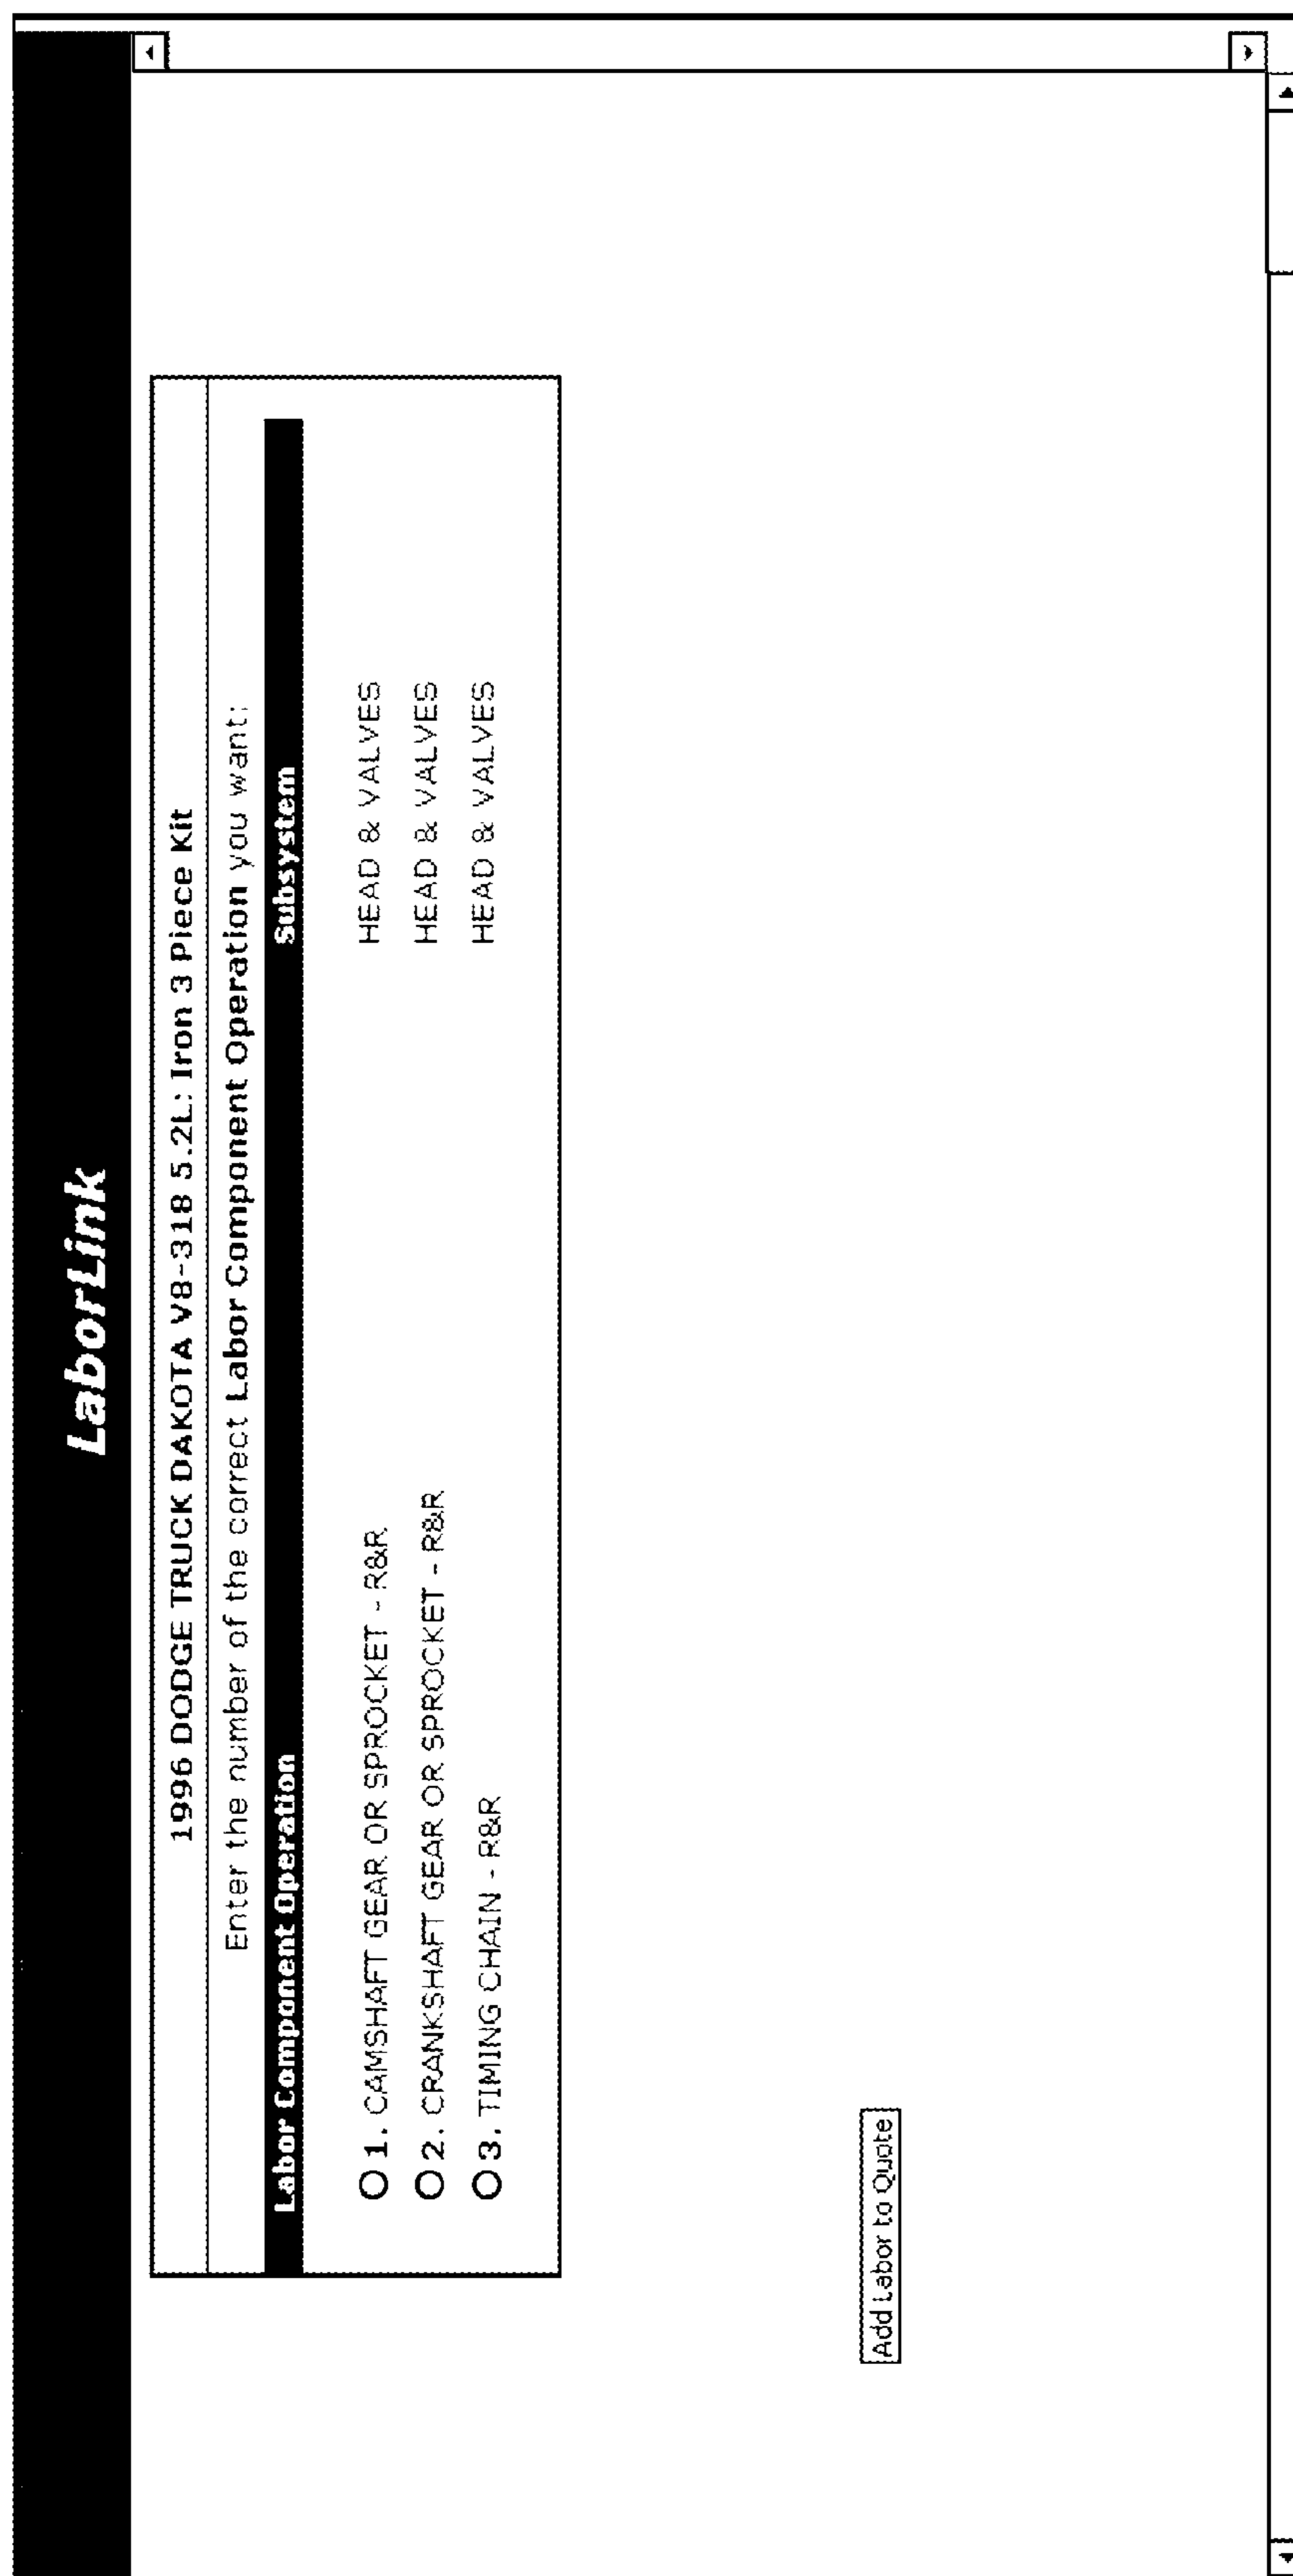 LaborLink
1996 DODGE TRUCK DAKOTA V8-318 5.2L: Iron 3 Piece Kit
Enter the number of the correct Labor Component Operation you want:
Labor Component Operation Subsystem
1. CAMSHAFT GEAR OR SPROCKET - R&R HEAD & VALVES
2. CRANKSHAFT GEAR OR SPROCKET - R&R HEAD & VALVES
3. TIMING CHAIN - R&R HEAD & VALVES
Add Labor to Quote